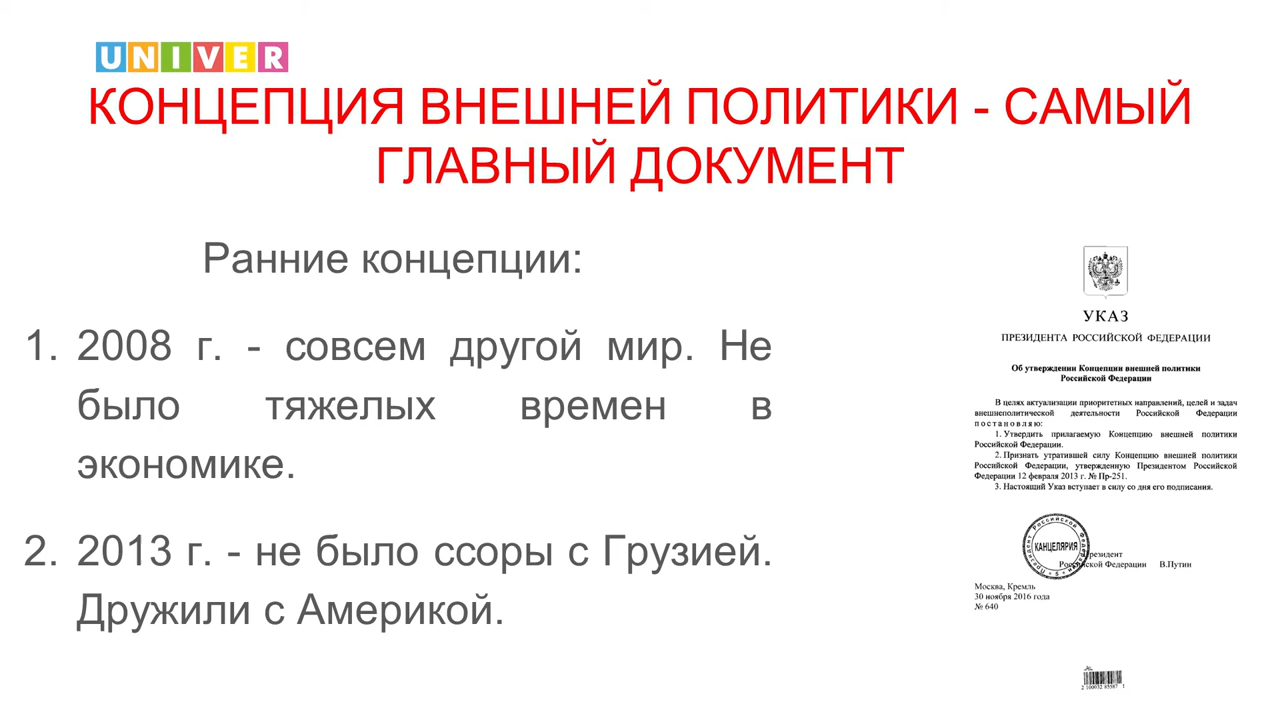 UNIVER
КОНЦЕПЦИЯ ВНЕШНЕЙ ПОЛИТИКИ - САМЫЙ
ГЛАВНЫЙ ДОКУМЕНТ
Ранние концепции:
1. 2008 г. - совсем другой мир. Не
было тяжелых времен в
экономике.
2. 2013 г. - не было ссоры с Грузией.
Дружили с Америкой.
УКАЗ
ПРЕЗИДЕНТА РОССИЙСКОЙ ФЕДЕРАЦИИ
Об утверждении Концепции внешней политики
Российской Федерации
В целях актуализации приоритетных направлений, целей и задач
внешнеполитической деятельности Российской Федерации
постановляю:
1. Утвердить прилагаемую Концепцию внешней политики
Российской Федерации.
2. Признать утратившей силу Концепцию внешней политики
Российской Федерации, утвержденную Президентом Российской
Федерации 12 февраля 2013 г. № Пр-251.
3. Настоящий Указ вступает в силу со дня его подписания.
КАНЦЕЛЯРИЯ
Президент
Российской Федерации В.Путин
Москва, Кремль
30 ноября 2016 года
№ 640